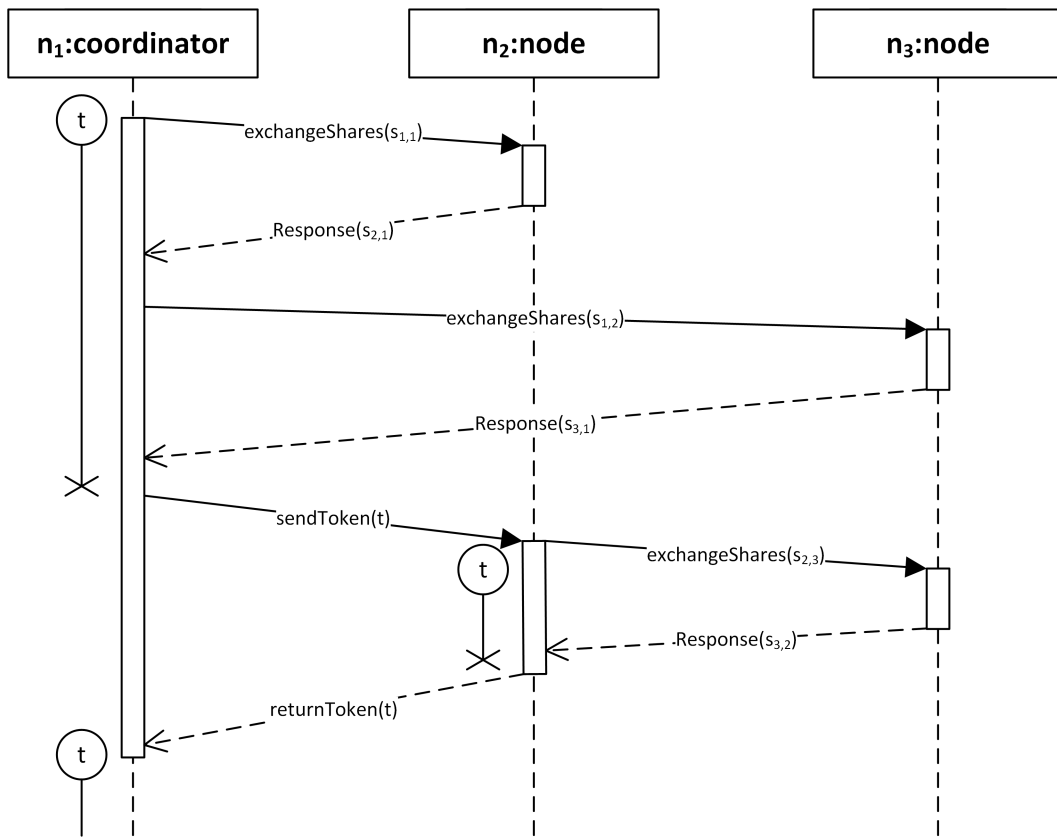 n₁:coordinator
n₂:node
n₃:node
t
exchangeShares(s₁,₁)
Response(s₂,₁)
exchangeShares(s₁,₂)
Response(s₃,₁)
sendToken(t)
exchangeShares(s₂,₃)
t
Response(s₃,₂)
returnToken(t)
t